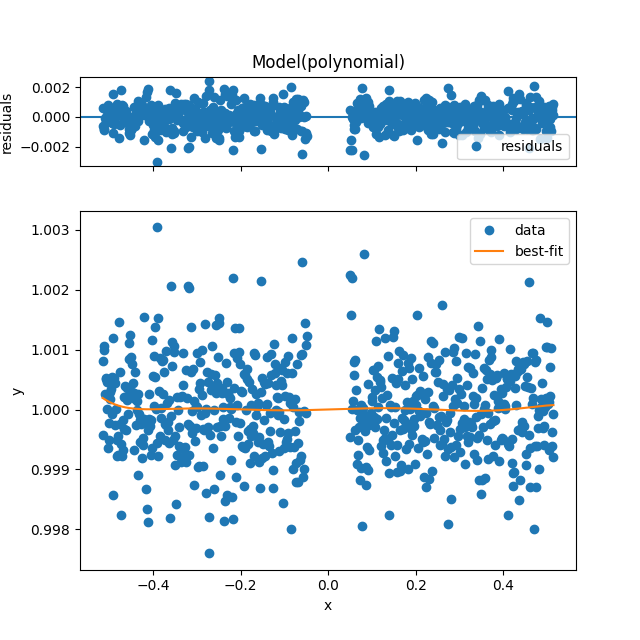 Model(polynomial)
0.002
0.000
−0.002
residuals
residuals
1.003
1.002
1.001
1.000
0.999
0.998
y
data
best-fit
−0.4
−0.2
0.0
0.2
0.4
x